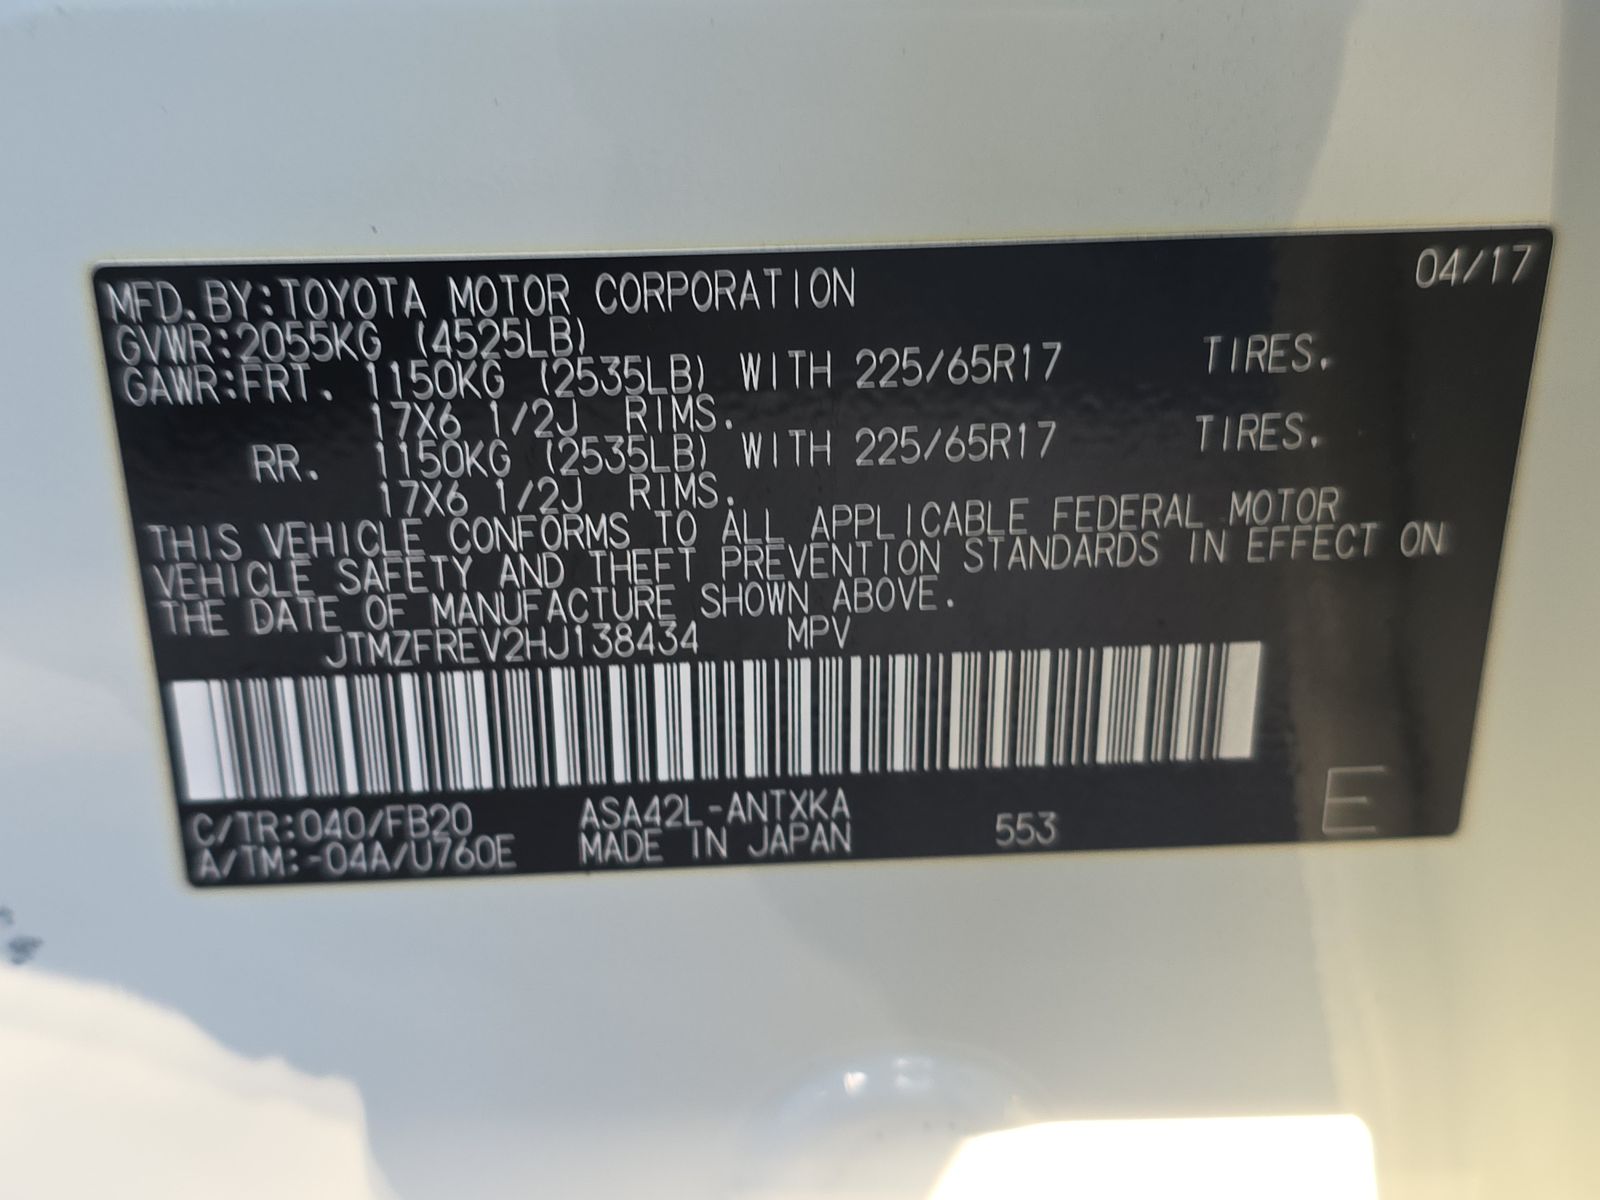 04/17
MFD. BY: TOYOTA MOTOR CORPORATION
GVWR: 2055KG (4525LB)
GAWR: FRT. 1150KG (2535LB) WITH 225/65R17 TIRES.
17X6 1/2J RIMS.
RR. 1150KG (2535LB) WITH 225/65R17 TIRES.
17X6 1/2J RIMS.
THIS VEHICLE CONFORMS TO ALL APPLICABLE FEDERAL MOTOR
VEHICLE SAFETY AND THEFT PREVENTION STANDARDS IN EFFECT ON
THE DATE OF MANUFACTURE SHOWN ABOVE.
JTMZFREV2HJ138434 MPV
C/TR: 040/FB20 ASA42L-ANTXKA
A/TM: -04A/U760E MADE IN JAPAN 553 E